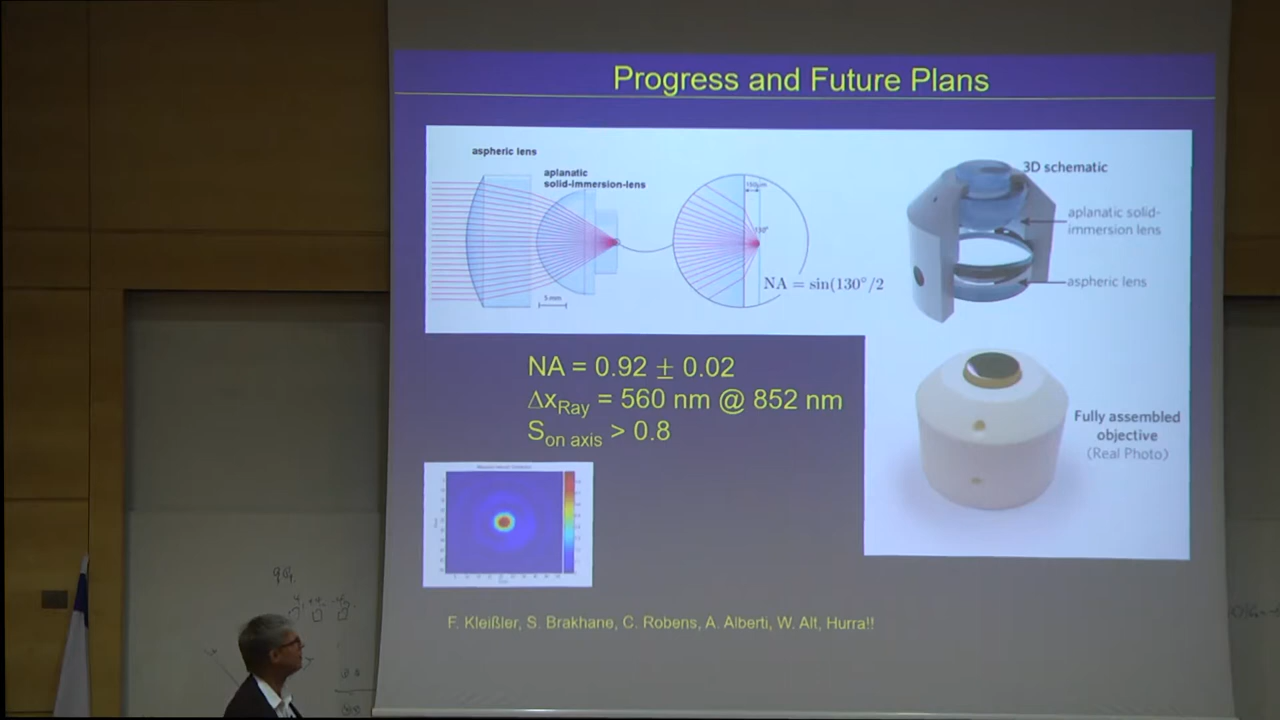 Progress and Future Plans
aspheric lens
aplanatic
solid-immersion-lens
150μm
130°
NA = sin(130°/2
5 mm
3D schematic
aplanatic solid-
immersion lens
aspheric lens
NA = 0.92 ± 0.02
ΔxRay = 560 nm @ 852 nm
Son axis > 0.8
Fully assembled
objective
(Real Photo)
F. Kleißler, S. Brakhane, C. Robens, A. Alberti, W. Alt, Hurra!!